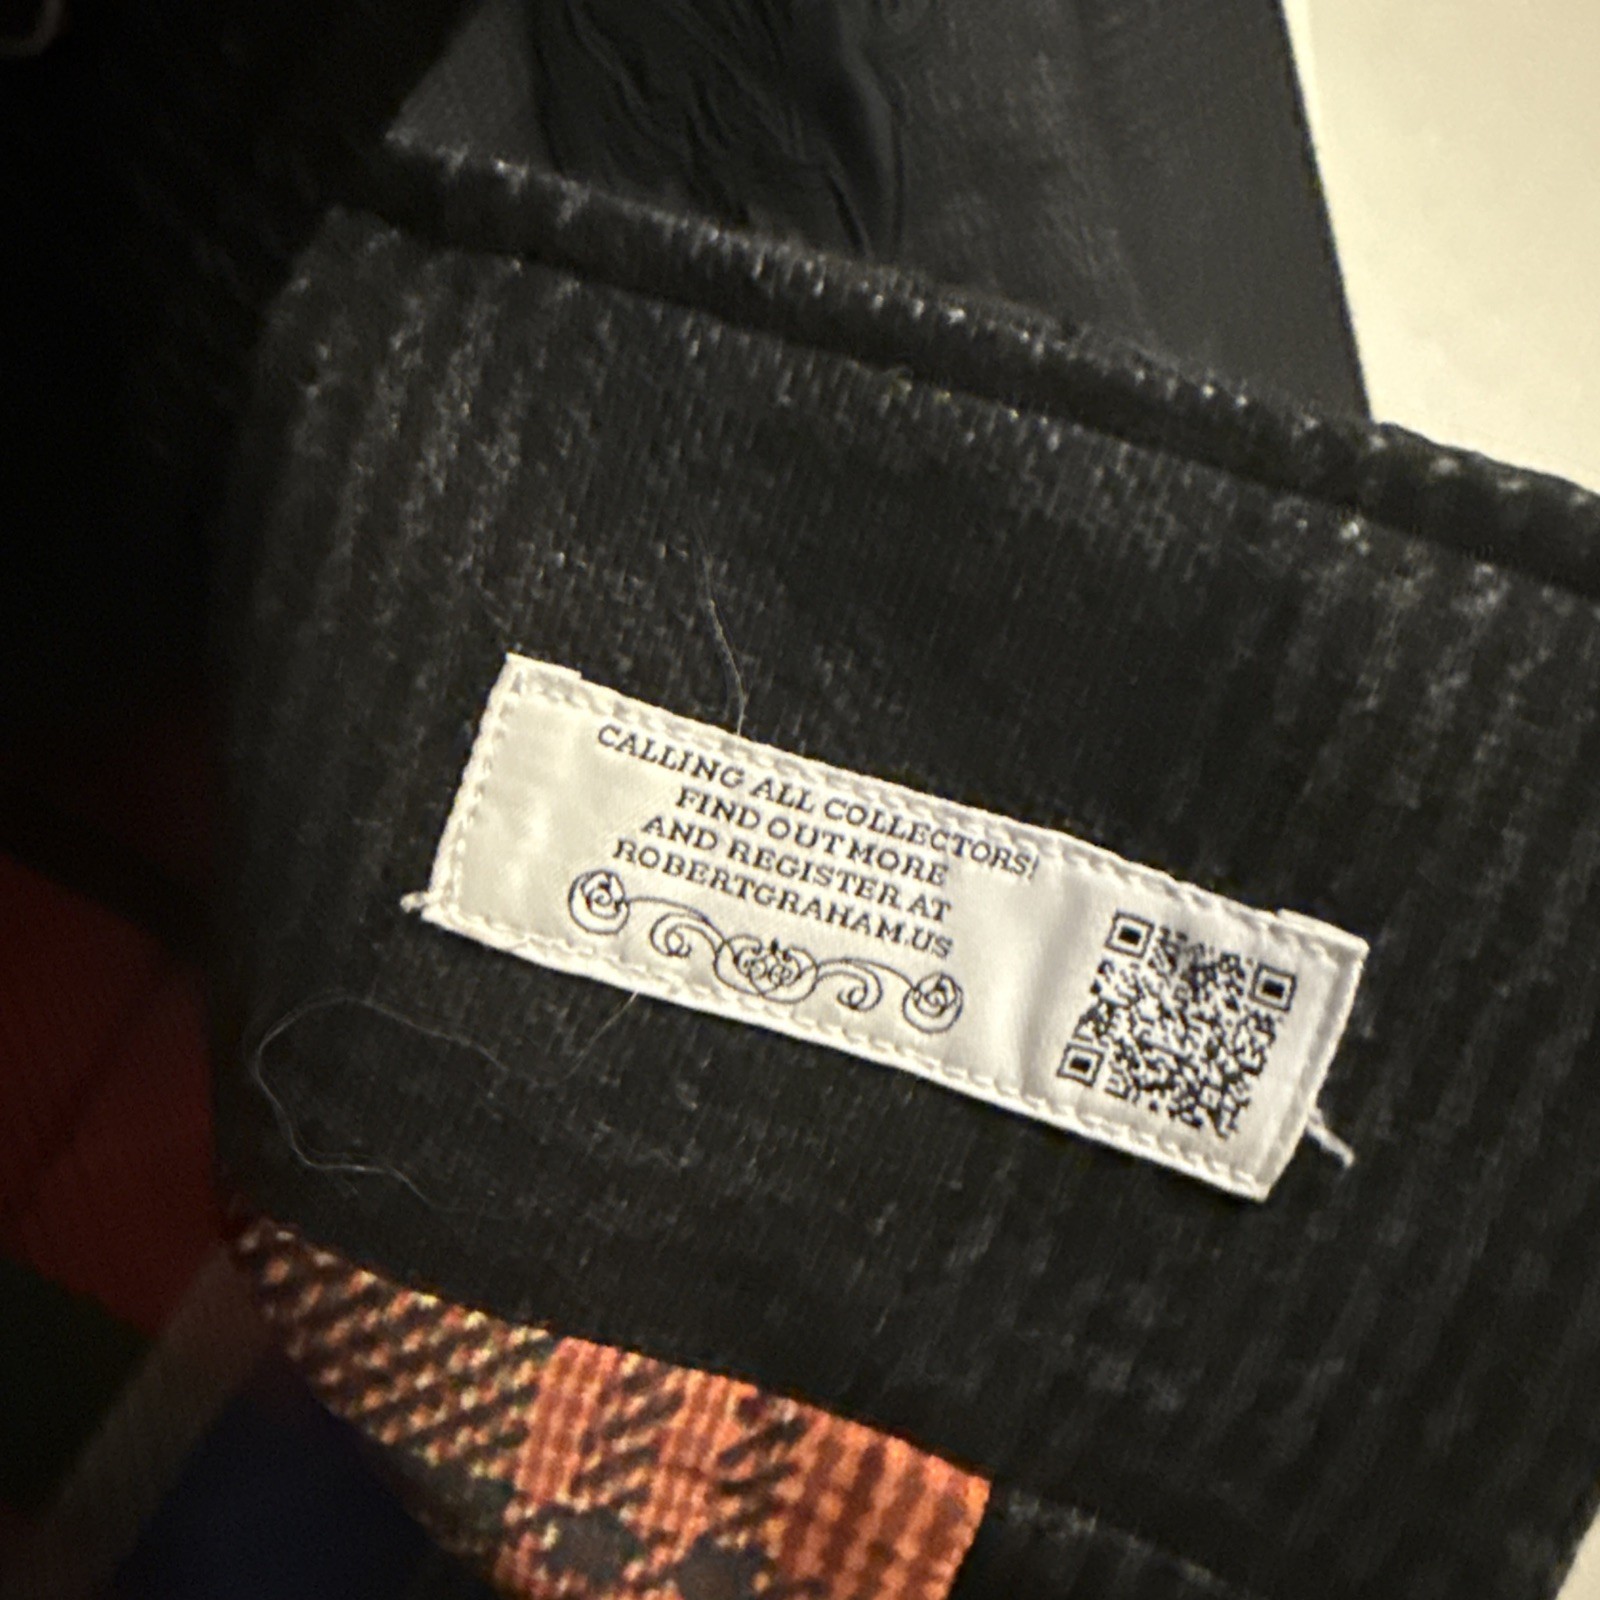 CALLING ALL COLLECTORS!
FIND OUT MORE
AND REGISTER AT
ROBERTGRAHAM.US